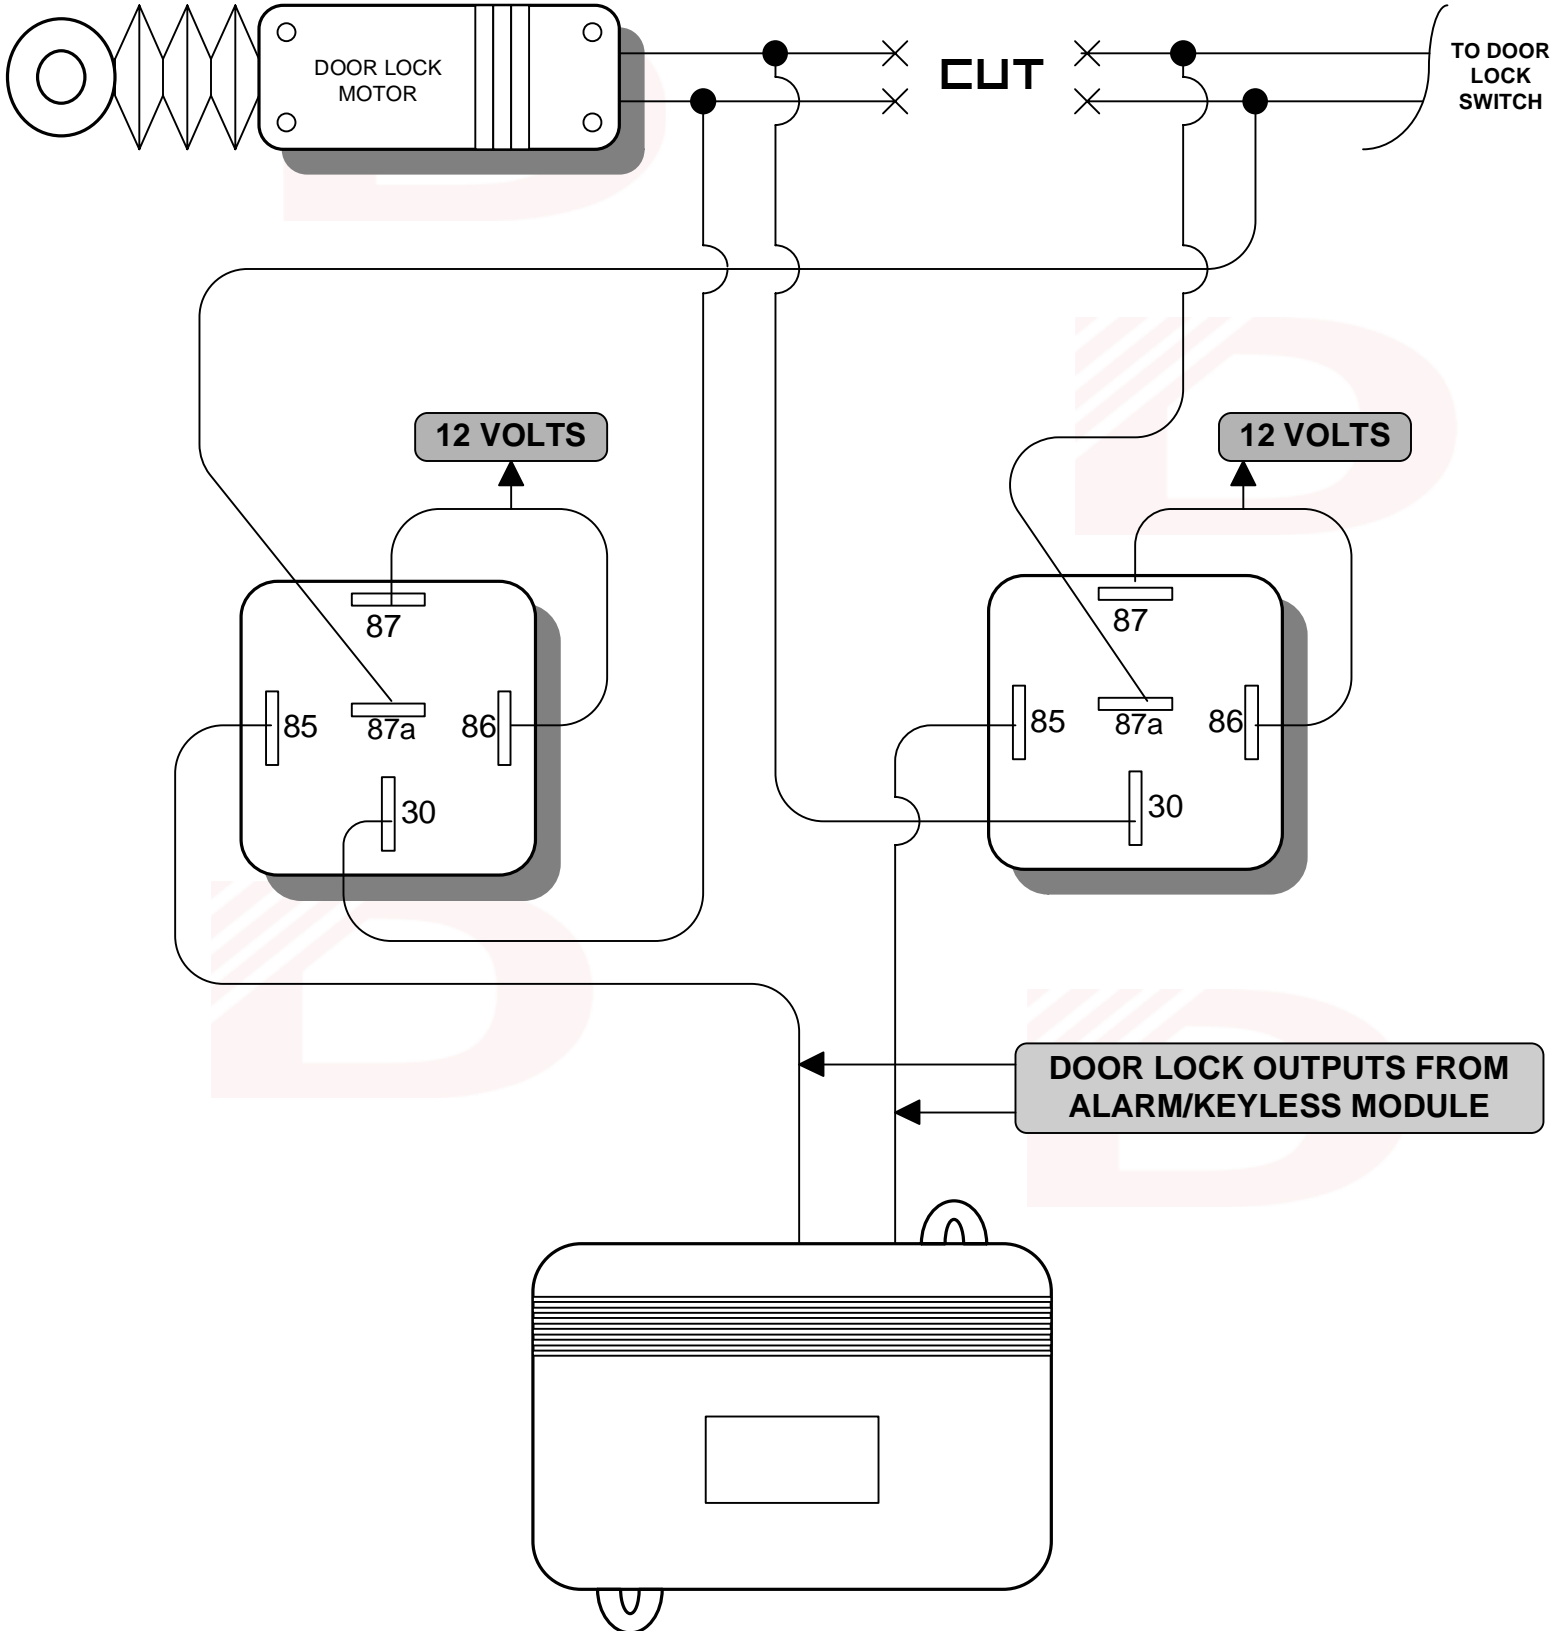 DOOR LOCK
MOTOR
CUT
TO DOOR
LOCK
SWITCH
12 VOLTS
12 VOLTS
87
85
87a
86
30
87
85
87a
86
30
DOOR LOCK OUTPUTS FROM
ALARM/KEYLESS MODULE